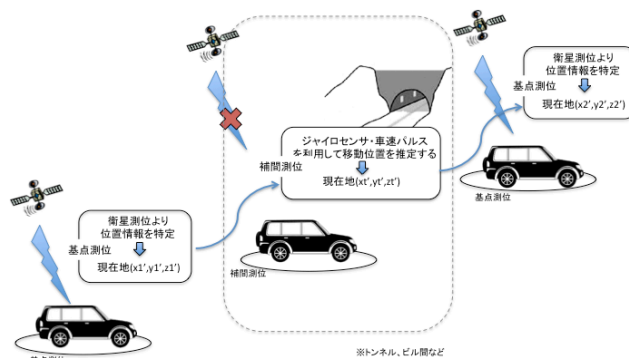 衛星測位より
位置情報を特定
基点測位
現在地(x1',y1',z1')
ジャイロセンサ・車速パルス
を利用して移動位置を推定する
補間測位
現在地(xt',yt',zt')
補間測位
衛星測位より
位置情報を特定
基点測位
現在地(x2',y2',z2')
基点測位
※トンネル、ビル間など